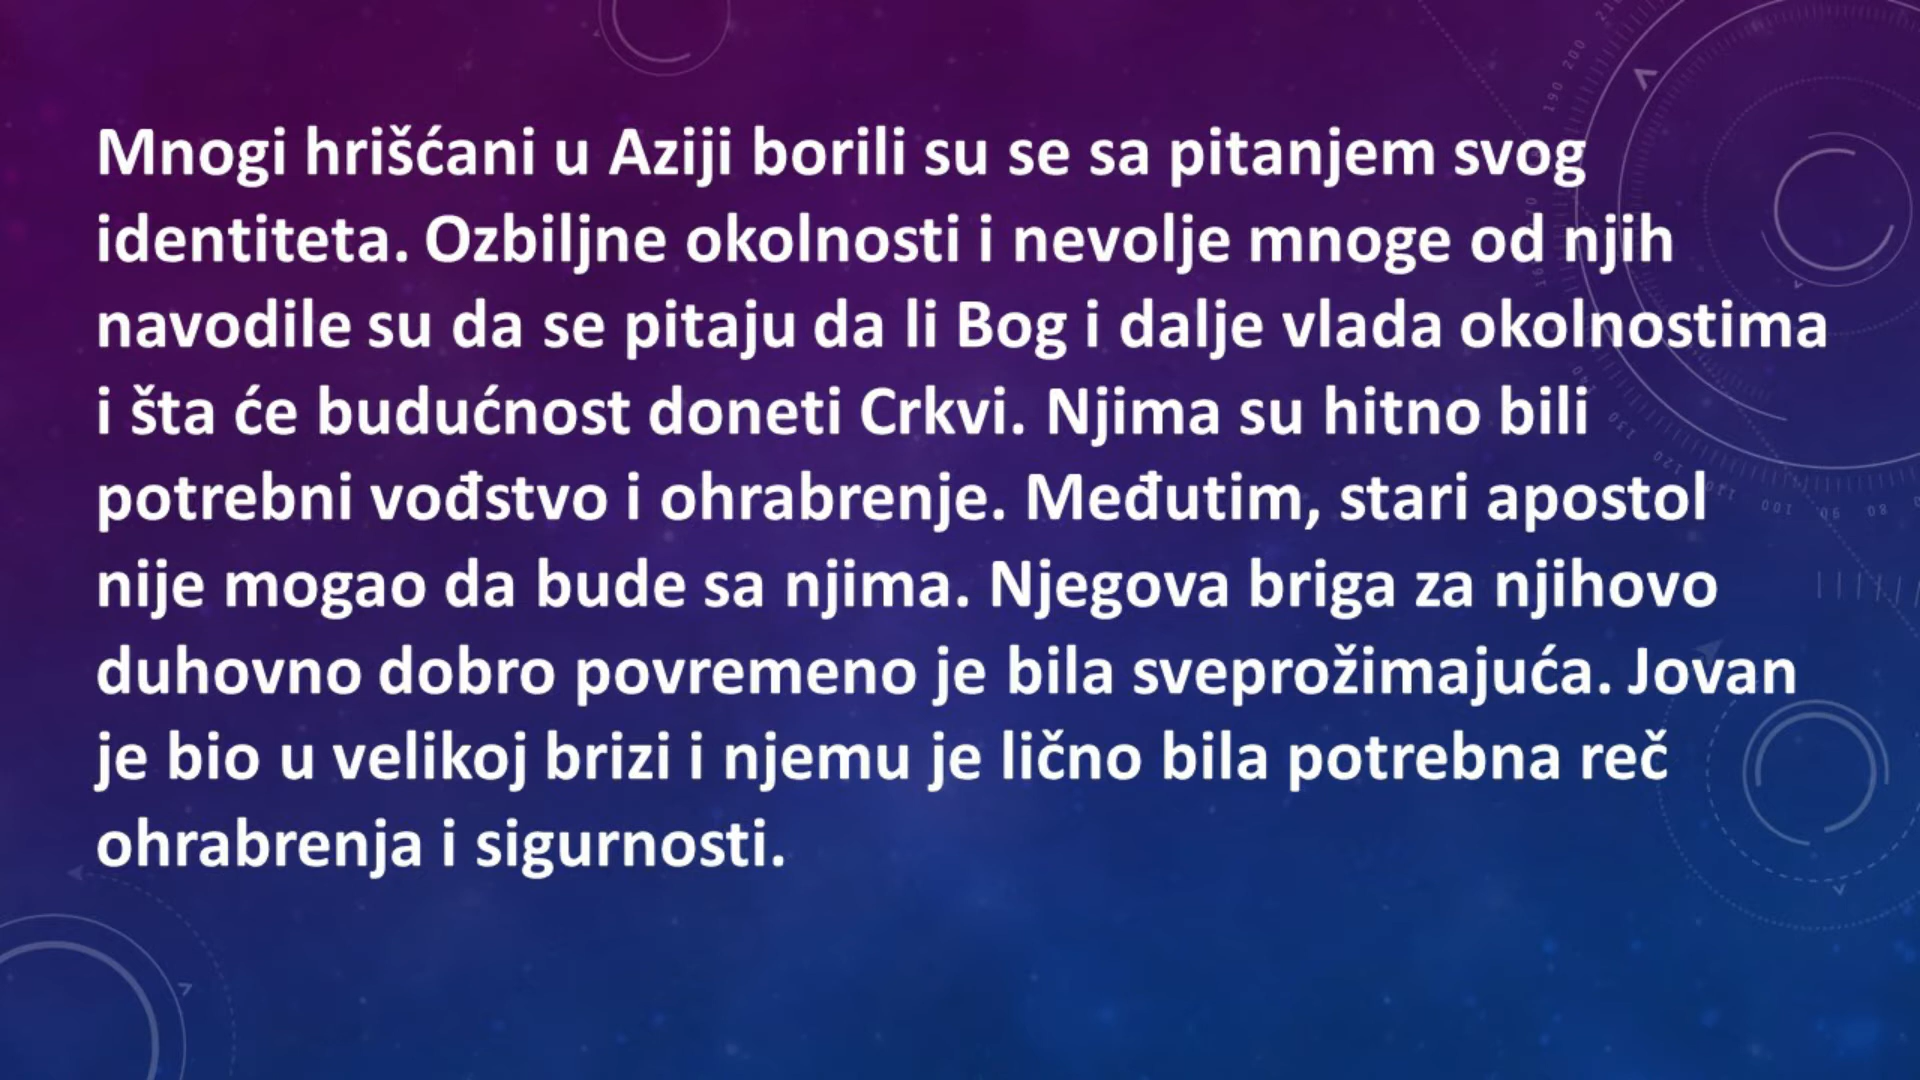 Mnogi hrišćani u Aziji borili su se sa pitanjem svog
identiteta. Ozbiljne okolnosti i nevolje mnoge od njih
navodile su da se pitaju da li Bog i dalje vlada okolnostima
i šta će budućnost doneti Crkvi. Njima su hitno bili
potrebni vođstvo i ohrabrenje. Međutim, stari apostol
nije mogao da bude sa njima. Njegova briga za njihovo
duhovno dobro povremeno je bila sveprožimajuća. Jovan
je bio u velikoj brizi i njemu je lično bila potrebna reč
ohrabrenja i sigurnosti.